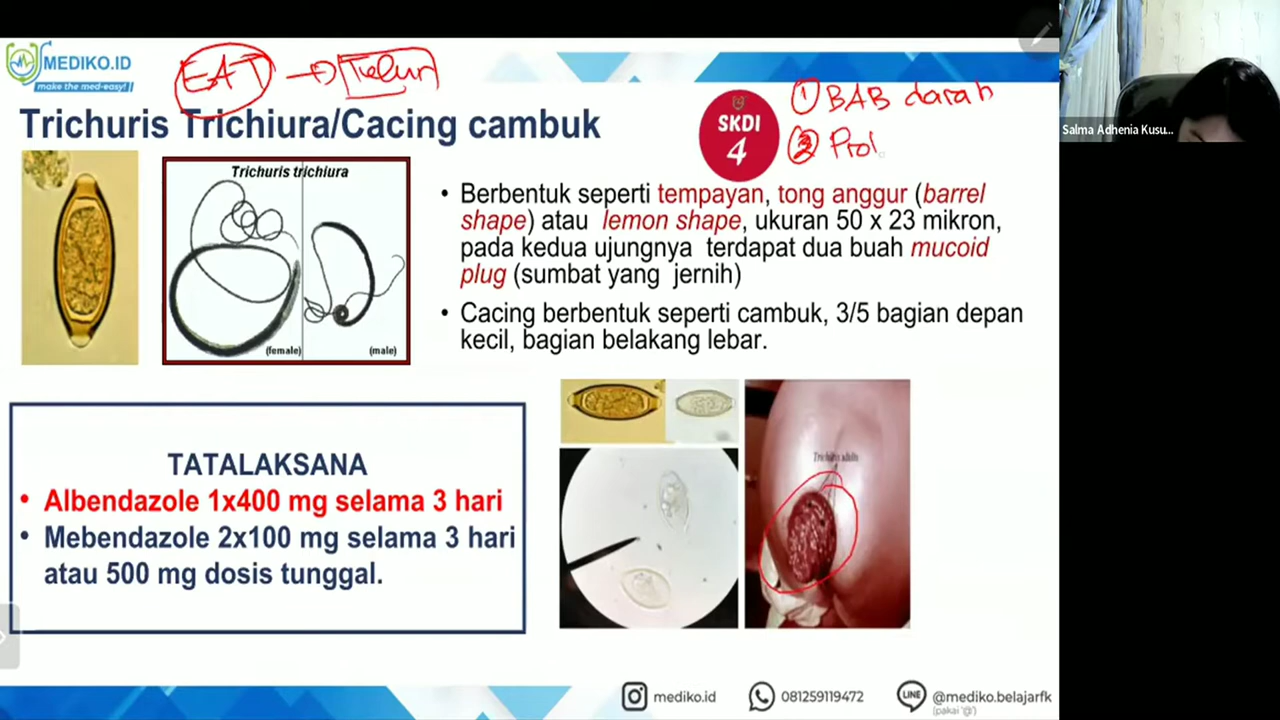 MEDIKO.ID
make the med-easy!
EAT → Telur
Trichuris Trichiura/Cacing cambuk
SKDI
4
① BAB darah
② Prol
Salma Adhenia Kusu...
Trichuris trichiura
(female)
(male)
• Berbentuk seperti tempayan, tong anggur (barrel
shape) atau lemon shape, ukuran 50 x 23 mikron,
pada kedua ujungnya terdapat dua buah mucoid
plug (sumbat yang jernih)
• Cacing berbentuk seperti cambuk, 3/5 bagian depan
kecil, bagian belakang lebar.
TATALAKSANA
• Albendazole 1x400 mg selama 3 hari
• Mebendazole 2x100 mg selama 3 hari
atau 500 mg dosis tunggal.
mediko.id
081259119472
LINE
@mediko.belajarfk
(pakai '@')